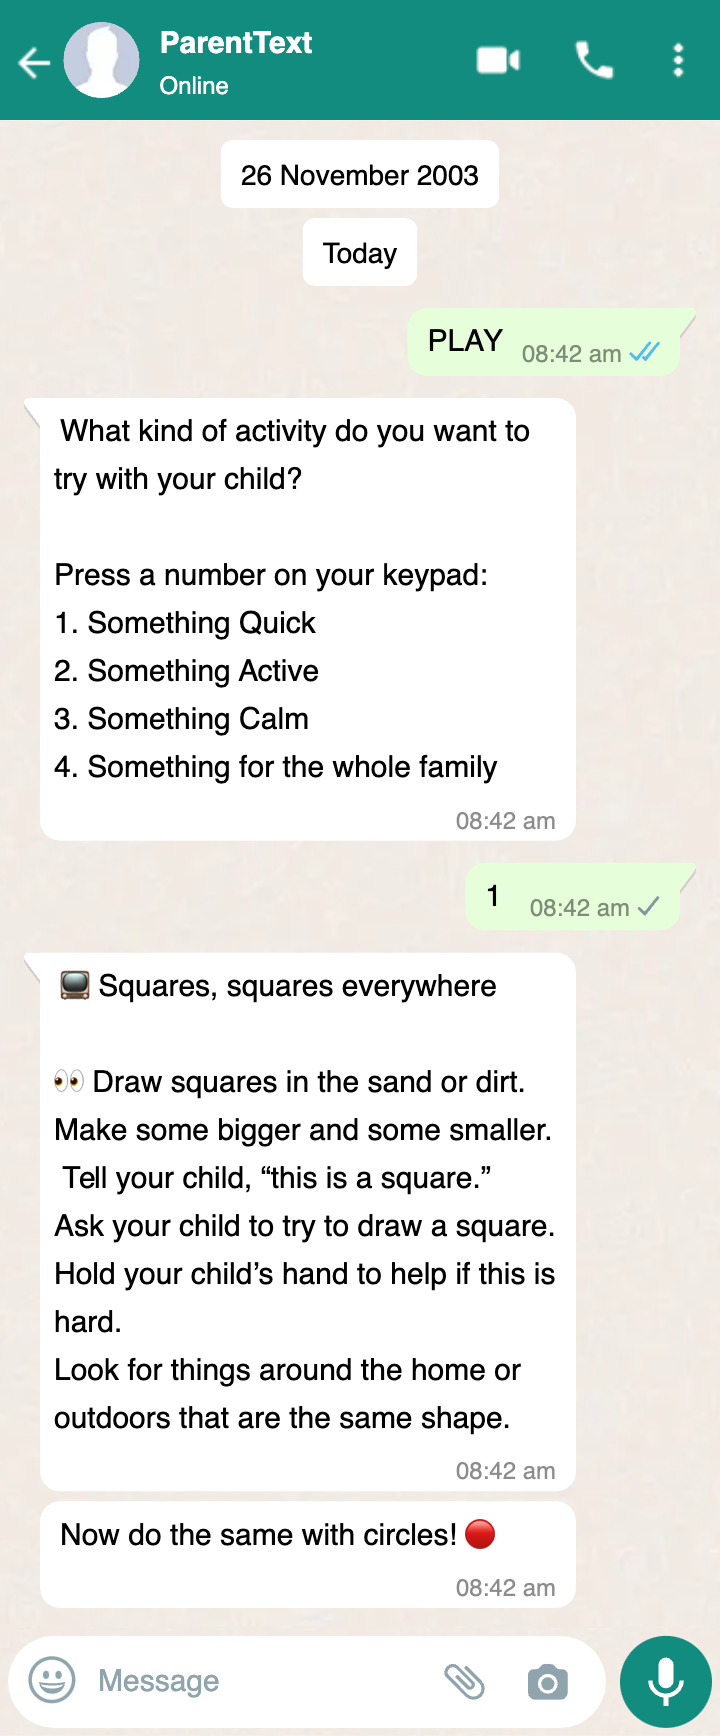 ParentText
Online
26 November 2003
Today
PLAY 08:42 am
What kind of activity do you want to
try with your child?
Press a number on your keypad:
1. Something Quick
2. Something Active
3. Something Calm
4. Something for the whole family
08:42 am
1 08:42 am
📺 Squares, squares everywhere
👀 Draw squares in the sand or dirt.
Make some bigger and some smaller.
Tell your child, “this is a square.”
Ask your child to try to draw a square.
Hold your child’s hand to help if this is
hard.
Look for things around the home or
outdoors that are the same shape.
08:42 am
Now do the same with circles! 🔴
08:42 am
Message